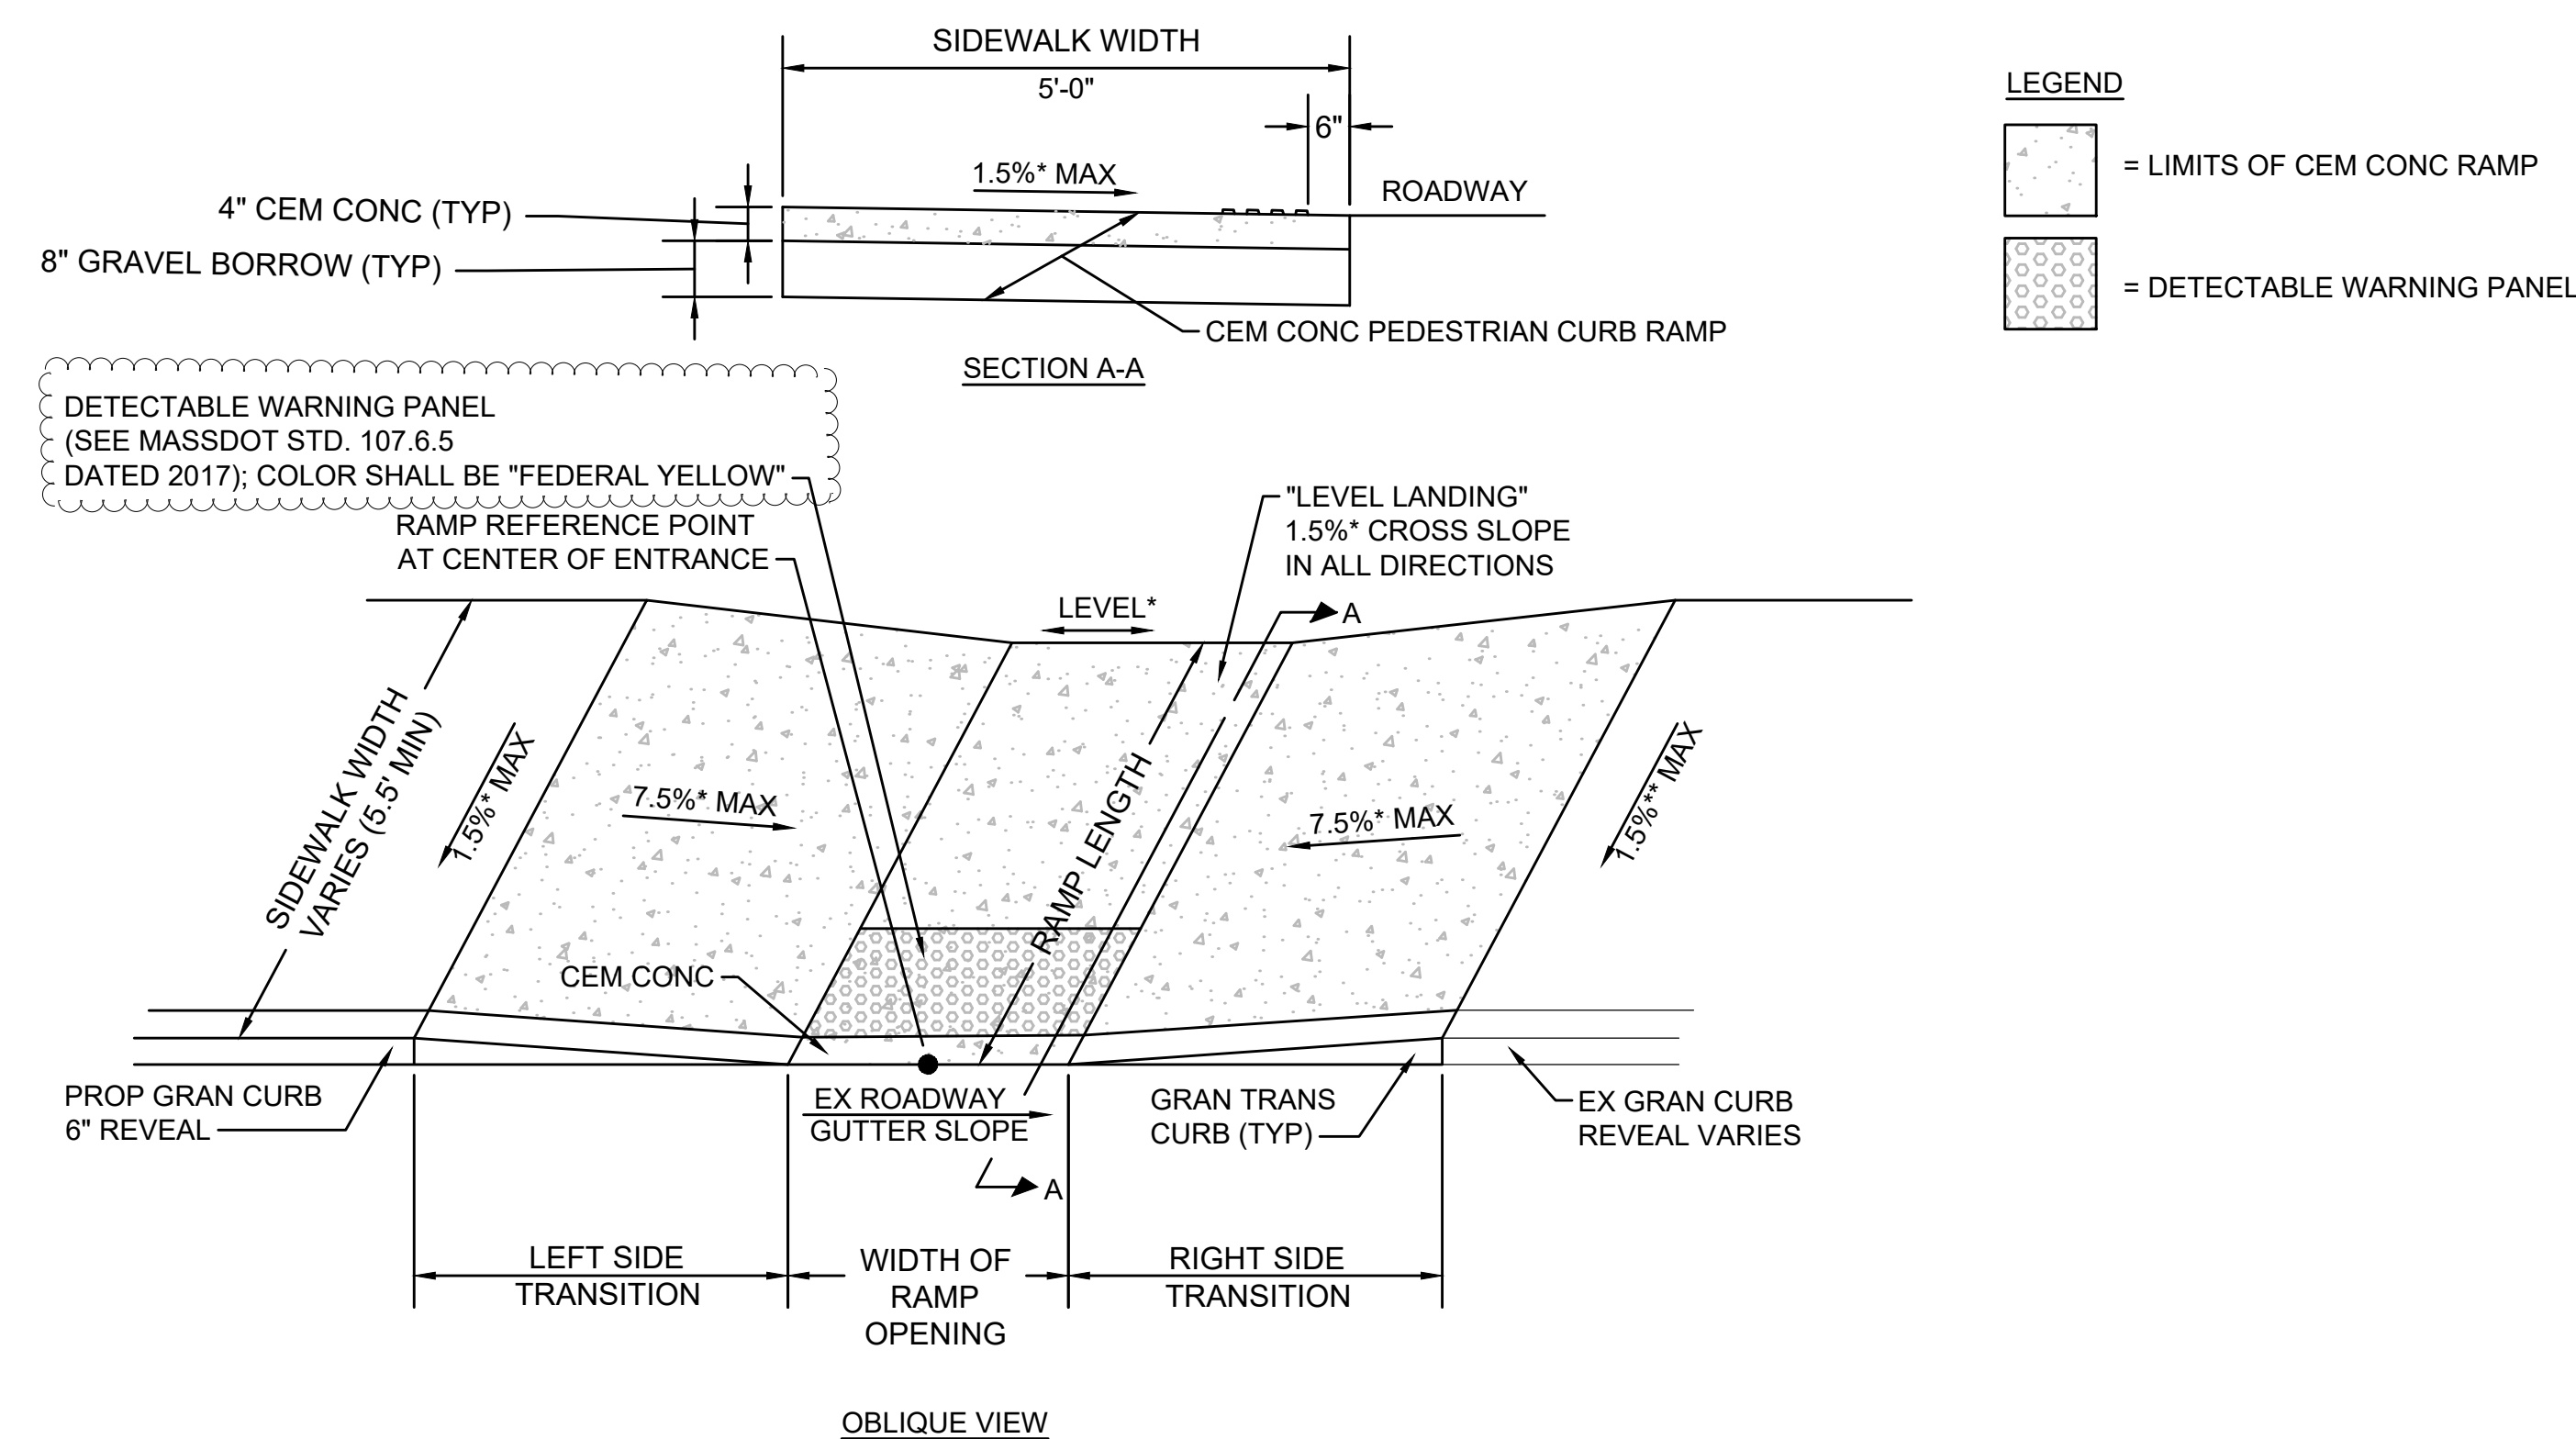 SIDEWALK WIDTH
5'-0"
6"
1.5%* MAX
ROADWAY
4" CEM CONC (TYP)
8" GRAVEL BORROW (TYP)
CEM CONC PEDESTRIAN CURB RAMP
SECTION A-A
LEGEND
= LIMITS OF CEM CONC RAMP
= DETECTABLE WARNING PANEL
DETECTABLE WARNING PANEL
(SEE MASSDOT STD. 107.6.5
DATED 2017); COLOR SHALL BE "FEDERAL YELLOW"
RAMP REFERENCE POINT
AT CENTER OF ENTRANCE
"LEVEL LANDING"
1.5%* CROSS SLOPE
IN ALL DIRECTIONS
LEVEL*
A
SIDEWALK WIDTH
VARIES (5.5' MIN)
1.5%* MAX
7.5%* MAX
RAMP LENGTH
7.5%* MAX
1.5%** MAX
CEM CONC
PROP GRAN CURB
6" REVEAL
EX ROADWAY
GUTTER SLOPE
GRAN TRANS
CURB (TYP)
EX GRAN CURB
REVEAL VARIES
A
LEFT SIDE
TRANSITION
WIDTH OF
RAMP
OPENING
RIGHT SIDE
TRANSITION
OBLIQUE VIEW